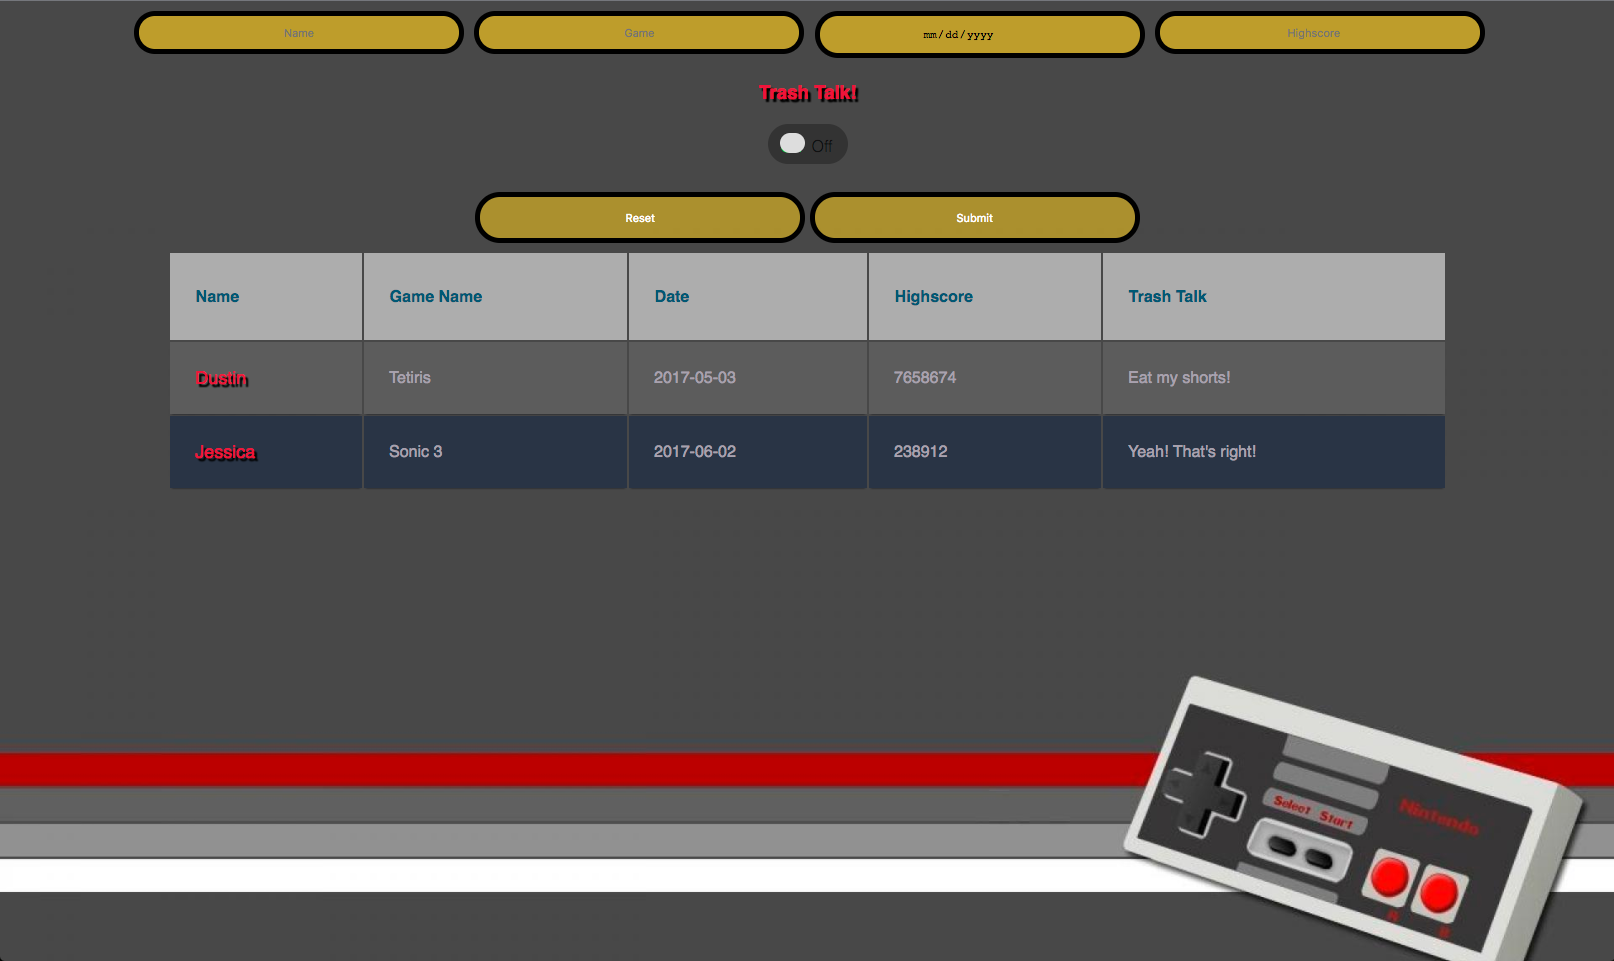 Name Game mm/dd/yyyy Highscore
Trash Talk!
Off
Reset Submit
Name Game Name Date Highscore Trash Talk
Dustin Tetiris 2017-05-03 7658674 Eat my shorts!
Jessica Sonic 3 2017-06-02 238912 Yeah! That's right!
Select Start Nintendo
A B